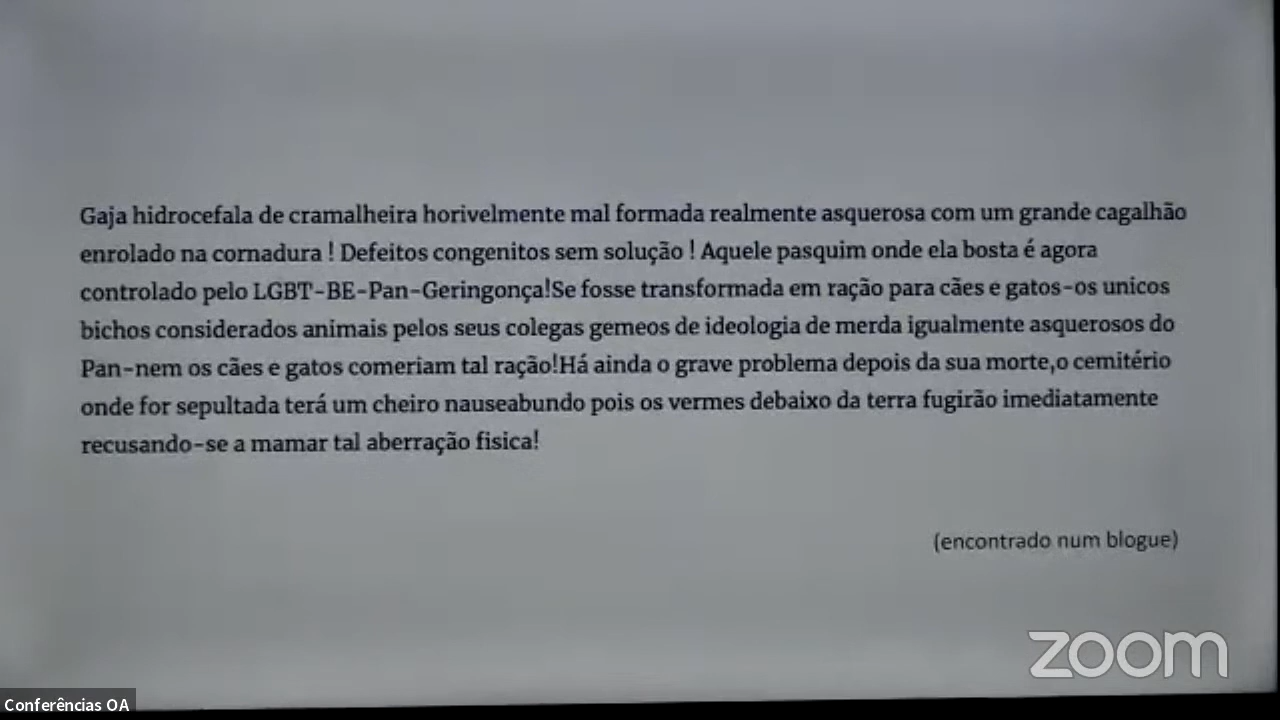 Gaja hidrocefala de cramalheira horivelmente mal formada realmente asquerosa com um grande cagalhão
enrolado na cornadura ! Defeitos congenitos sem solução ! Aquele pasquim onde ela bosta é agora
controlado pelo LGBT-BE-Pan-Geringonça!Se fosse transformada em ração para cães e gatos-os unicos
bichos considerados animais pelos seus colegas gemeos de ideologia de merda igualmente asquerosos do
Pan-nem os cães e gatos comeriam tal ração!Há ainda o grave problema depois da sua morte,o cemitério
onde for sepultada terá um cheiro nauseabundo pois os vermes debaixo da terra fugirão imediatamente
recusando-se a mamar tal aberração fisica!
(encontrado num blogue)
zoom
Conferências OA